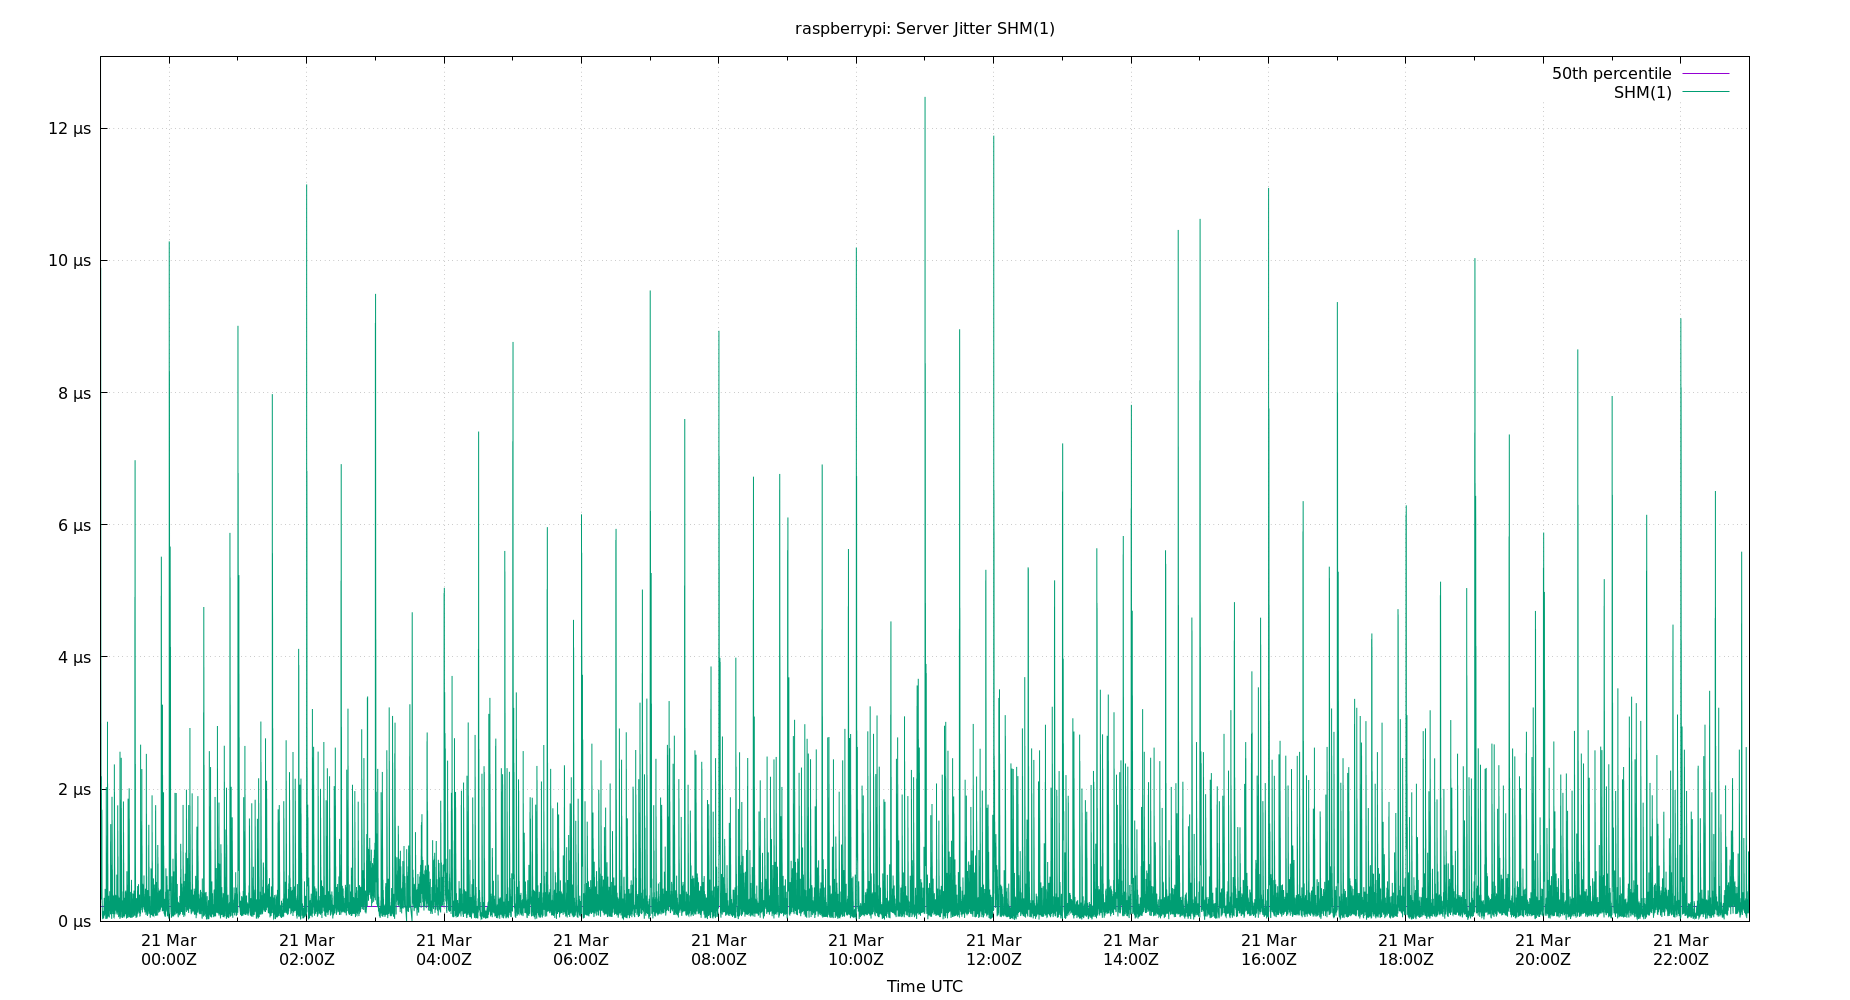 raspberrypi: Server Jitter SHM(1)
50th percentile
SHM(1)
12 µs
10 µs
8 µs
6 µs
4 µs
2 µs
0 µs
21 Mar 21 Mar 21 Mar 21 Mar 21 Mar 21 Mar 21 Mar 21 Mar 21 Mar 21 Mar 21 Mar 21 Mar
00:00Z 02:00Z 04:00Z 06:00Z 08:00Z 10:00Z 12:00Z 14:00Z 16:00Z 18:00Z 20:00Z 22:00Z
Time UTC